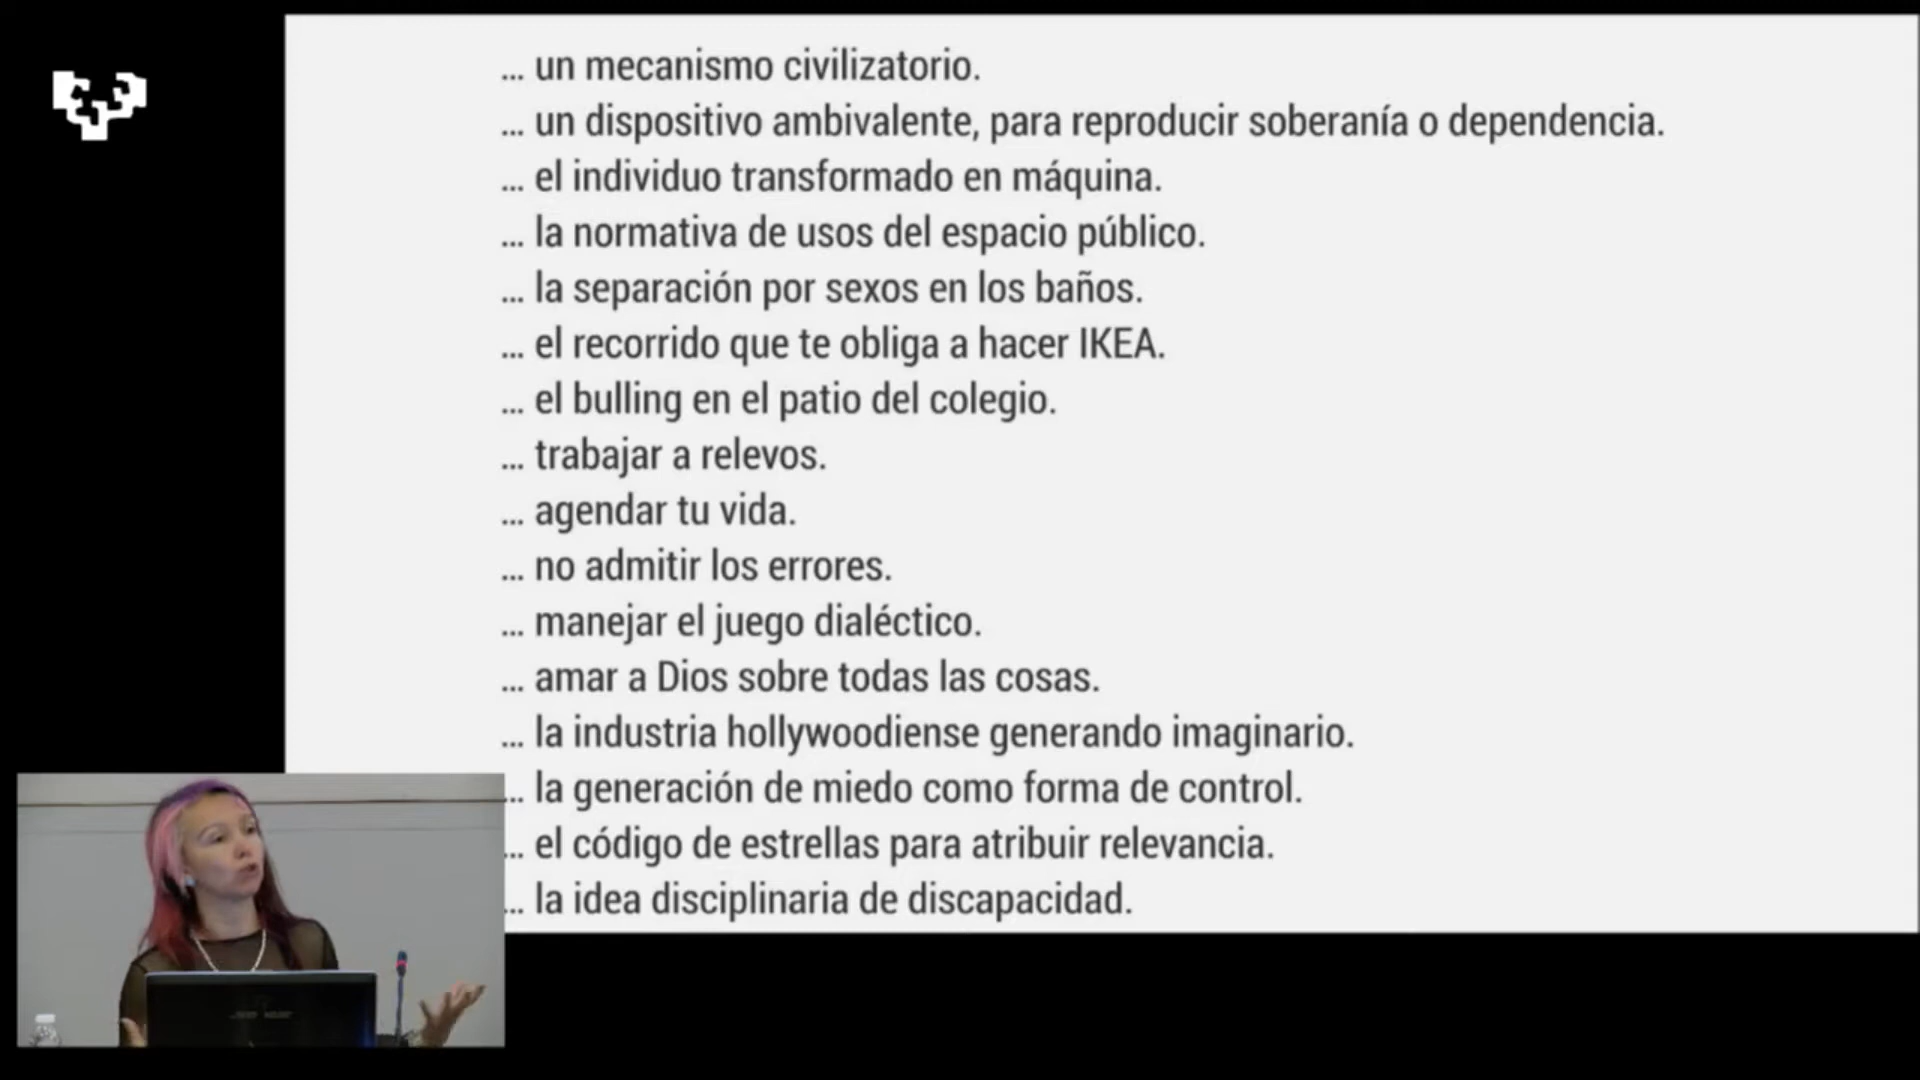 ... un mecanismo civilizatorio.
... un dispositivo ambivalente, para reproducir soberanía o dependencia.
... el individuo transformado en máquina.
... la normativa de usos del espacio público.
... la separación por sexos en los baños.
... el recorrido que te obliga a hacer IKEA.
... el bulling en el patio del colegio.
... trabajar a relevos.
... agendar tu vida.
... no admitir los errores.
... manejar el juego dialéctico.
... amar a Dios sobre todas las cosas.
... la industria hollywoodiense generando imaginario.
... la generación de miedo como forma de control.
... el código de estrellas para atribuir relevancia.
... la idea disciplinaria de discapacidad.